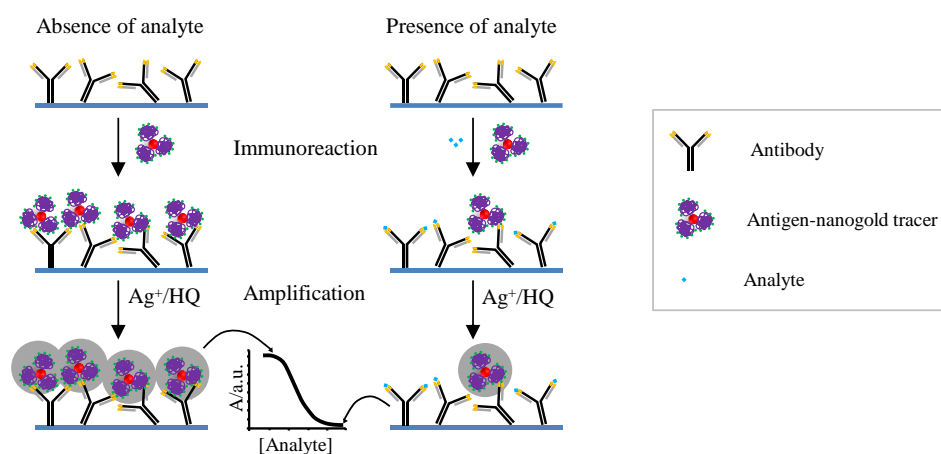 Absence of analyte
Presence of analyte
Immunoreaction
Antibody
Antigen-nanogold tracer
Analyte
Ag⁺/HQ
Amplification
Ag⁺/HQ
A/a.u.
[Analyte]